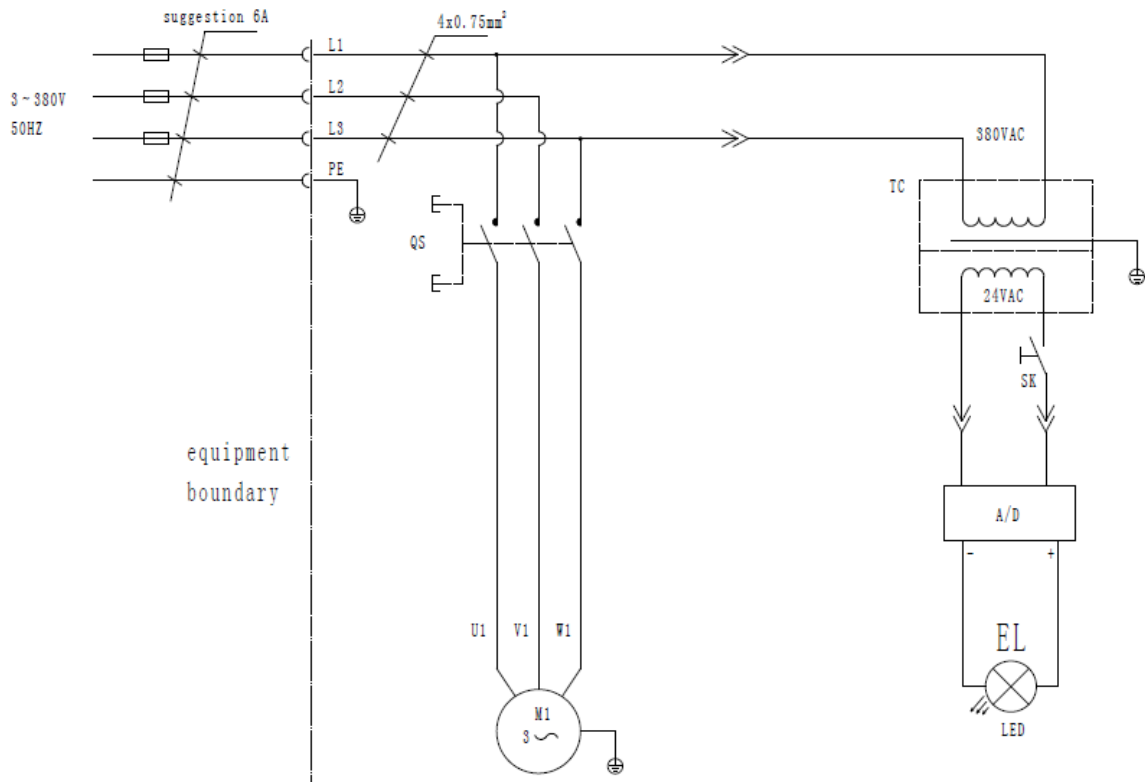 suggestion 6A
4x0.75mm²
L1
L2
3~380V
50HZ
L3
PE
380VAC
TC
QS
24VAC
SK
equipment
boundary
A/D
- +
U1 V1 W1
EL
M1
3~
LED